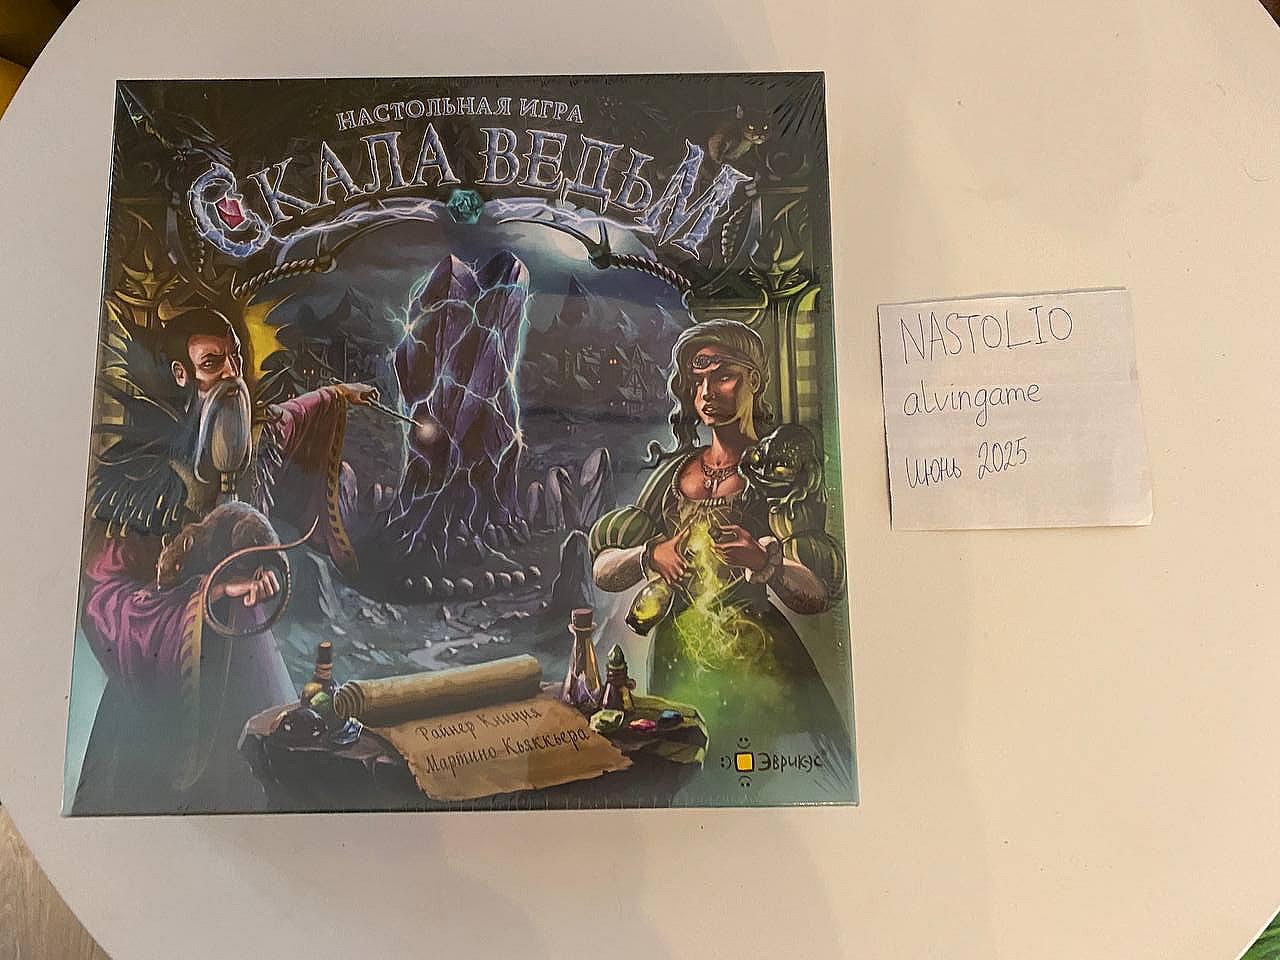 НАСТОЛЬНАЯ ИГРА
СКАЛА ВЕДЬМ
Райнер Книция
Мартино Кьяккьера
Эврикус
NASTOLIO
alvingame
июнь 2025